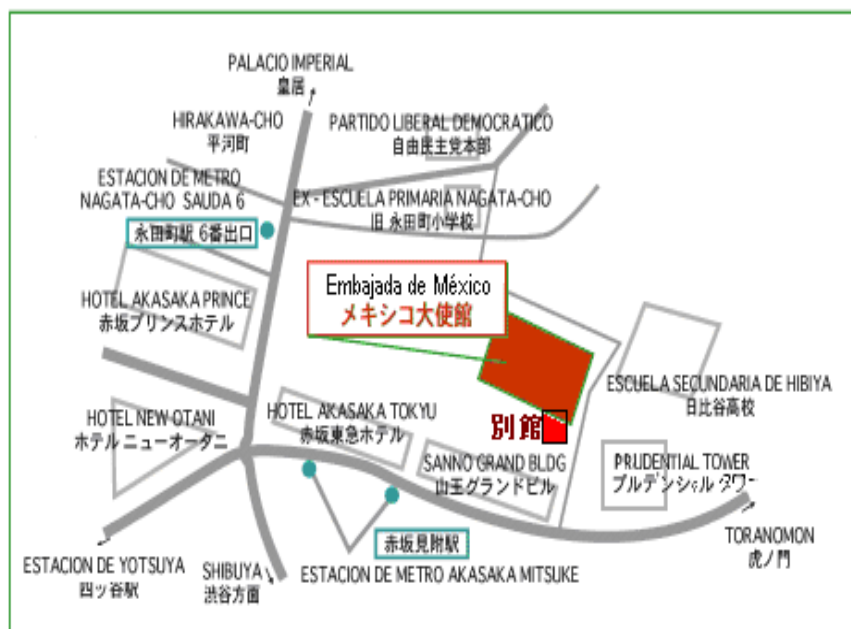 PALACIO IMPERIAL
皇居
HIRAKAWA-CHO
平河町
PARTIDO LIBERAL DEMOCRATICO
自由民主党本部
ESTACION DE METRO
NAGATA-CHO SAUDA 6
永田町駅 6番出口
EX - ESCUELA PRIMARIA NAGATA-CHO
旧 永田町小学校
Embajada de México
メキシコ大使館
HOTEL AKASAKA PRINCE
赤坂プリンスホテル
ESCUELA SECUNDARIA DE HIBIYA
日比谷高校
HOTEL NEW OTANI
ホテル ニューオータニ
HOTEL AKASAKA TOKYU
赤坂東急ホテル
別館
SANNO GRAND BLDG
山王グランドビル
PRUDENTIAL TOWER
プルデンシャル タワー
赤坂見附駅
ESTACION DE METRO AKASAKA MITSUKE
TORANOMON
虎ノ門
ESTACION DE YOTSUYA
四ッ谷駅
SHIBUYA
渋谷方面